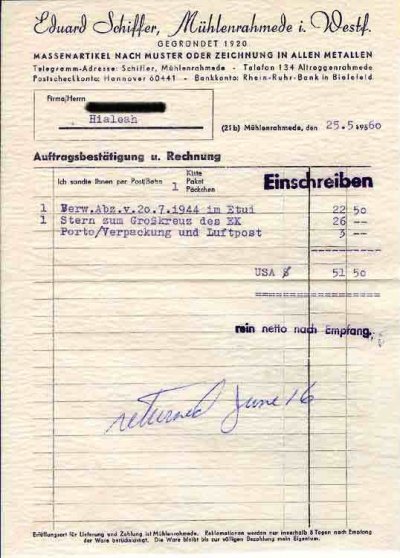 Eduard Schiffer, Mühlenrahmede i. Westf.
GEGRÜNDET 1920
MASSENARTIKEL NACH MUSTER ODER ZEICHNUNG IN ALLEN METALLEN
Telegramm-Adresse: Schiffer, Mühlenrahmede - Telefon 134 Altroggenrahmede
Postscheckkonto: Hannover 60441 - Bankkonto: Rhein-Ruhr-Bank in Bielefeld
Firma/Herrn
Hialeah
(21b) Mühlenrahmede, den 25.5.1960
Auftragsbestätigung u. Rechnung
Ich sandte Ihnen per Post/Bahn 1 Kiste Paket Päckchen
Einschreiben
1 Verw.Abz.v.20.7.1944 im Etui 22 50
1 Stern zum Großkreuz des EK 26 --
Porto/Verpackung und Luftpost 3 --
USA $ 51 50
rein netto nach Empfang,
returned June 16
Erfüllungsort für Lieferung und Zahlung ist Mühlenrahmede. Reklamationen werden nur innerhalb 8 Tagen nach Empfang
der Ware berücksichtigt. Die Ware bleibt bis zur völligen Bezahlung mein Eigentum.